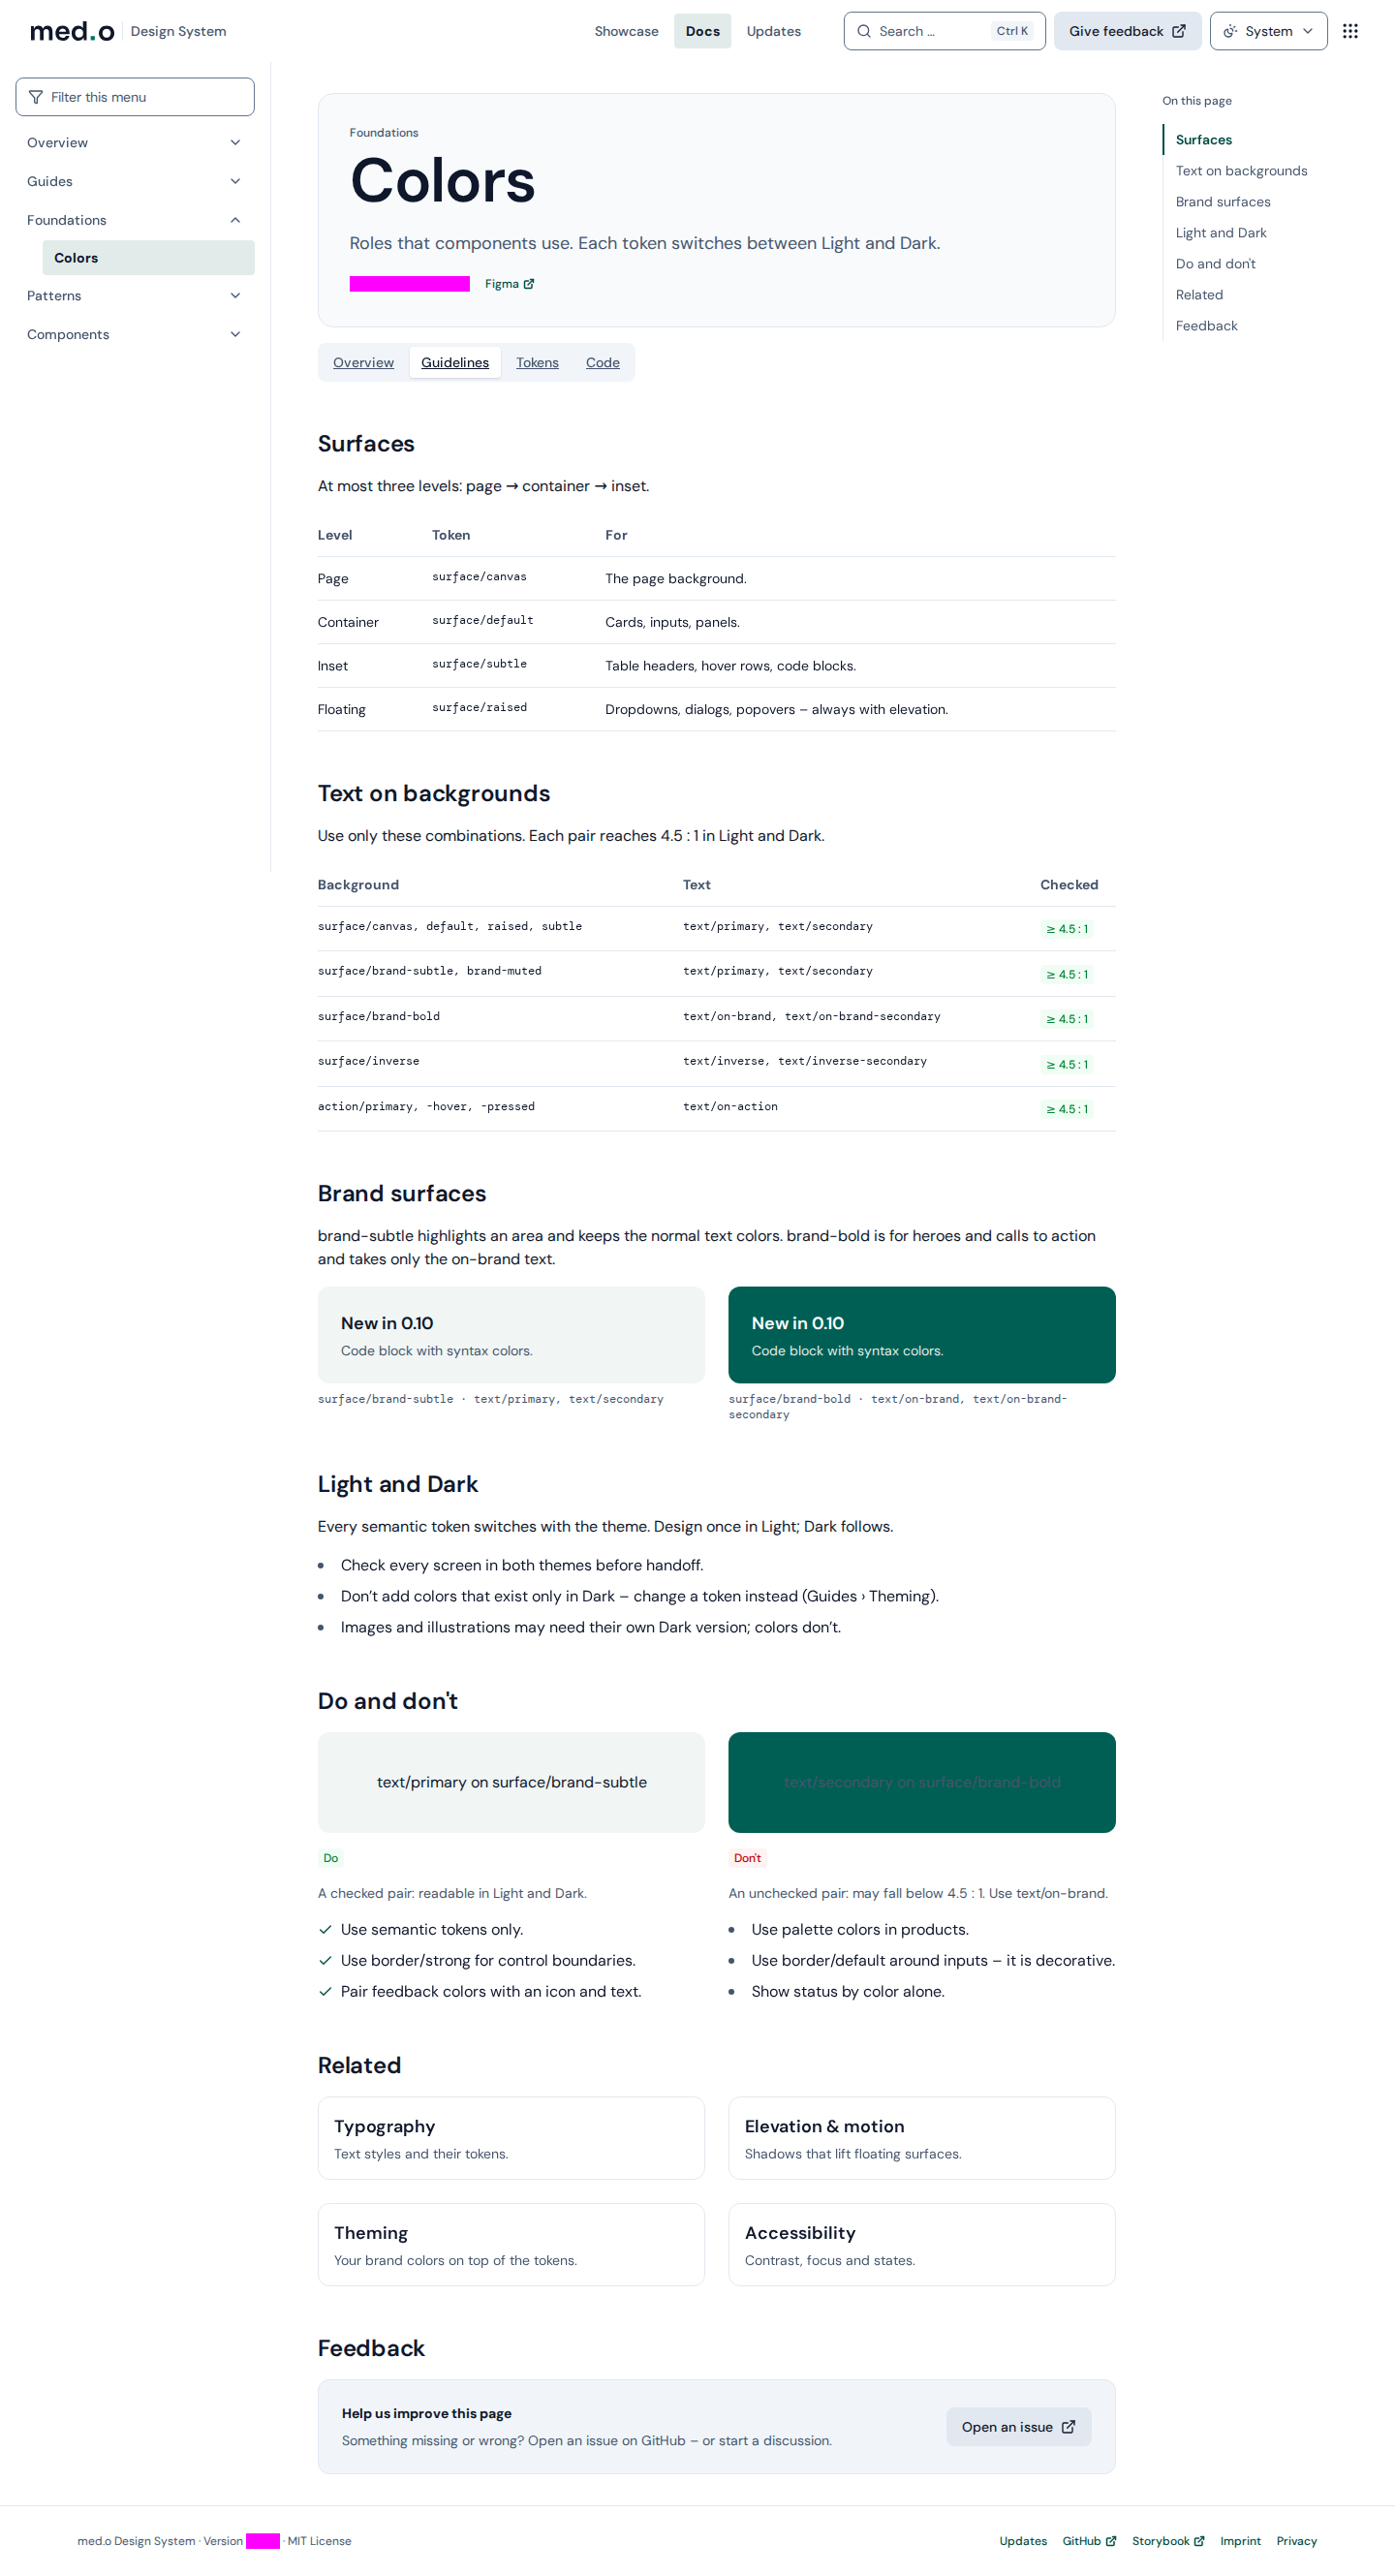 med.o Design System
Showcase Docs Updates
Search ... Ctrl K
Give feedback
System
Filter this menu
Overview
Guides
Foundations
Colors
Patterns
Components
Foundations
Colors
Roles that components use. Each token switches between Light and Dark.
Figma
On this page
Surfaces
Text on backgrounds
Brand surfaces
Light and Dark
Do and don't
Related
Feedback
Overview Guidelines Tokens Code
Surfaces
At most three levels: page → container → inset.
Level Token For
Page surface/canvas The page background.
Container surface/default Cards, inputs, panels.
Inset surface/subtle Table headers, hover rows, code blocks.
Floating surface/raised Dropdowns, dialogs, popovers – always with elevation.
Text on backgrounds
Use only these combinations. Each pair reaches 4.5 : 1 in Light and Dark.
Background Text Checked
surface/canvas, default, raised, subtle text/primary, text/secondary ≥ 4.5 : 1
surface/brand-subtle, brand-muted text/primary, text/secondary ≥ 4.5 : 1
surface/brand-bold text/on-brand, text/on-brand-secondary ≥ 4.5 : 1
surface/inverse text/inverse, text/inverse-secondary ≥ 4.5 : 1
action/primary, -hover, -pressed text/on-action ≥ 4.5 : 1
Brand surfaces
brand-subtle highlights an area and keeps the normal text colors. brand-bold is for heroes and calls to action
and takes only the on-brand text.
New in 0.10
Code block with syntax colors.
surface/brand-subtle · text/primary, text/secondary
New in 0.10
Code block with syntax colors.
surface/brand-bold · text/on-brand, text/on-brand-
secondary
Light and Dark
Every semantic token switches with the theme. Design once in Light; Dark follows.
• Check every screen in both themes before handoff.
• Don’t add colors that exist only in Dark – change a token instead (Guides › Theming).
• Images and illustrations may need their own Dark version; colors don’t.
Do and don't
text/primary on surface/brand-subtle
Do
A checked pair: readable in Light and Dark.
✓ Use semantic tokens only.
✓ Use border/strong for control boundaries.
✓ Pair feedback colors with an icon and text.
text/secondary on surface/brand-bold
Don't
An unchecked pair: may fall below 4.5 : 1. Use text/on-brand.
• Use palette colors in products.
• Use border/default around inputs – it is decorative.
• Show status by color alone.
Related
Typography
Text styles and their tokens.
Elevation & motion
Shadows that lift floating surfaces.
Theming
Your brand colors on top of the tokens.
Accessibility
Contrast, focus and states.
Feedback
Help us improve this page
Something missing or wrong? Open an issue on GitHub – or start a discussion.
Open an issue
med.o Design System · Version · MIT License
Updates GitHub Storybook Imprint Privacy